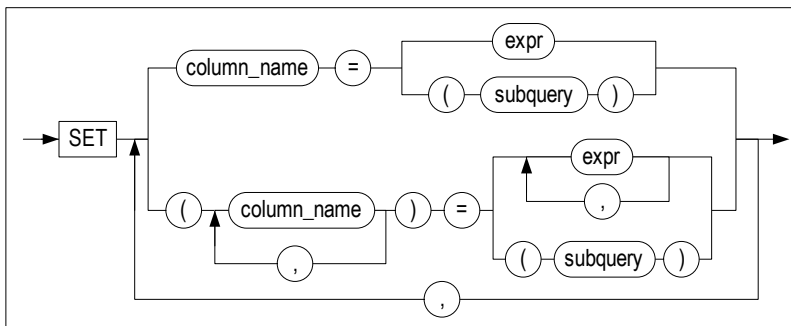 expr
column_name =
( subquery )
SET
expr
( column_name ) =
,
,
( subquery )
,